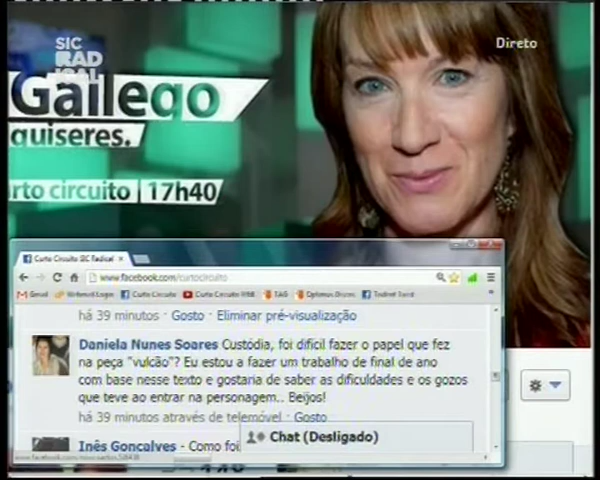 SIC
RADICAL
Direto
Gallego
quiseres.
rto circuito | 17h40
Curto Circuito SIC Radical
www.facebook.com/curtocircuito
Gmail
Curto Circuito
Curto Circuito
TAG
há 39 minutos · Gosto · Eliminar pré-visualização
Daniela Nunes Soares Custódia, foi dificil fazer o papel que fez
na peça "vulcão"? Eu estou a fazer um trabalho de final de ano
com base nesse texto e gostaria de saber as dificuldades e os gozos
que teve ao entrar na personagem.. Beijos!
há 39 minutos através de telemóvel · Gosto
Inês Gonçalves - Como foi
Chat (Desligado)